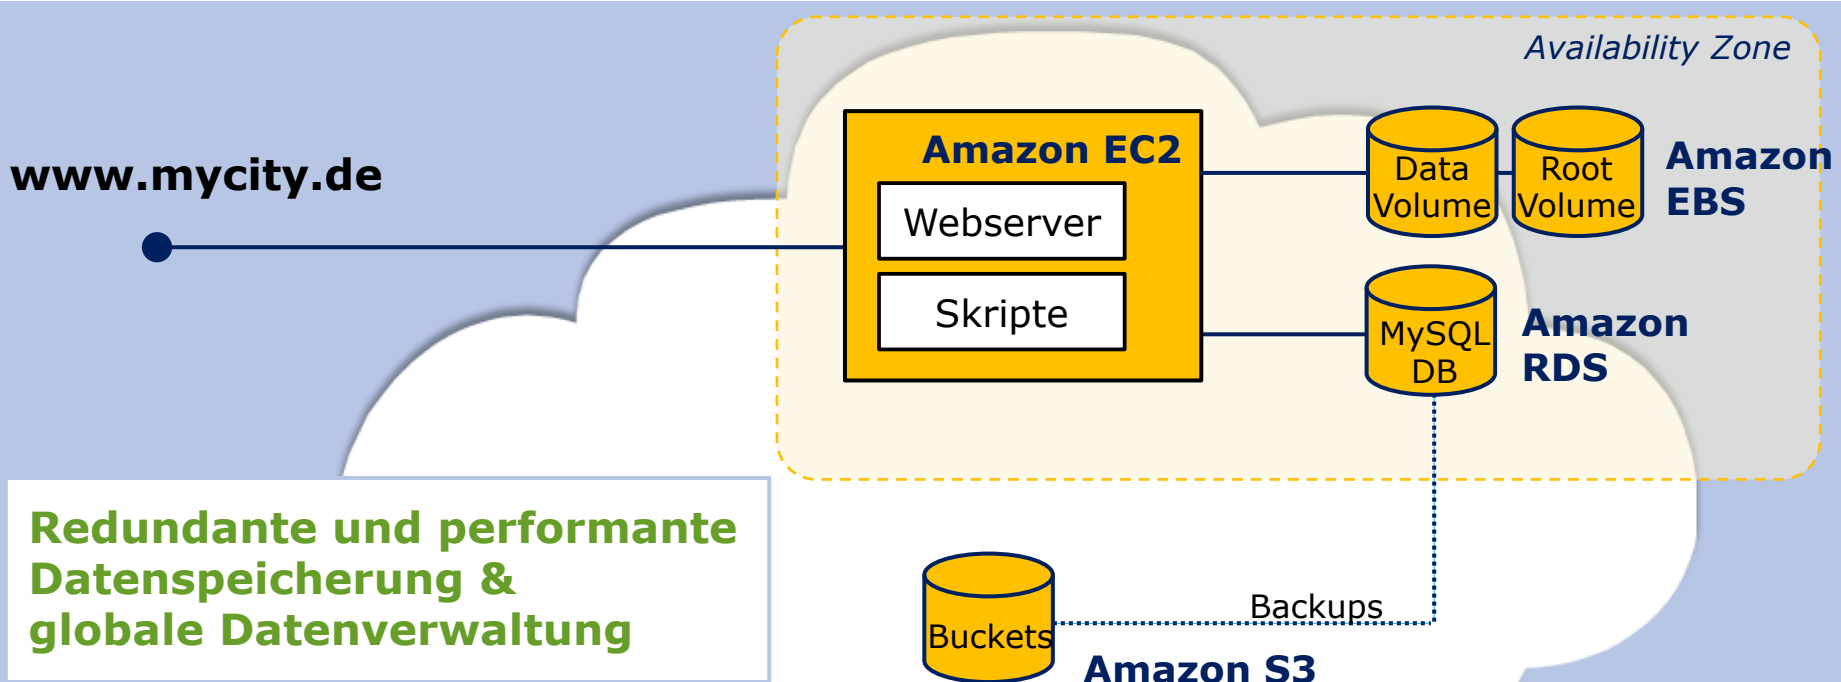 Availability Zone
www.mycity.de
Amazon EC2
Webserver
Skripte
Data
Volume
Root
Volume
Amazon
EBS
MySQL
DB
Amazon
RDS
Redundante und performante
Datenspeicherung &
globale Datenverwaltung
Backups
Buckets
Amazon S3